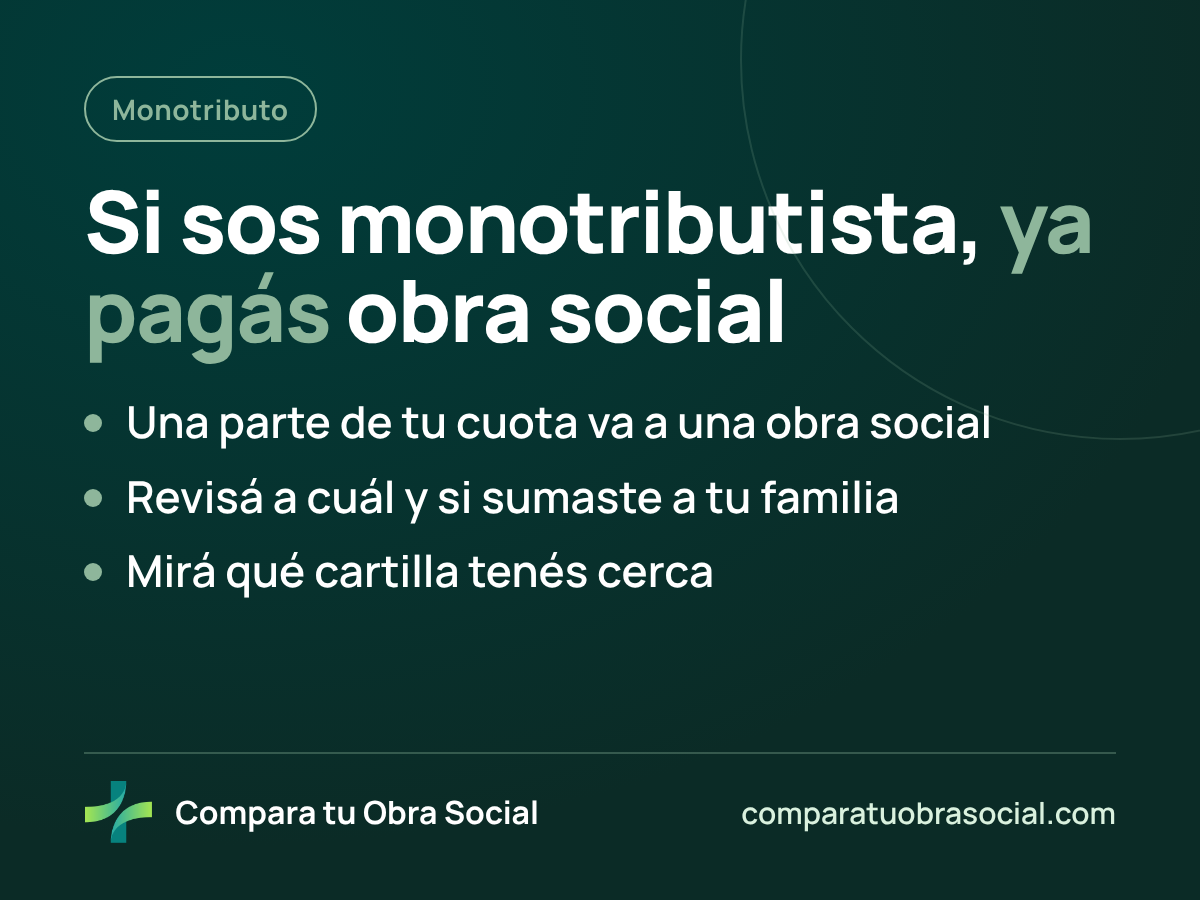 Monotributo
Si sos monotributista, ya
pagás obra social
Una parte de tu cuota va a una obra social
Revisá a cuál y si sumaste a tu familia
Mirá qué cartilla tenés cerca
Compara tu Obra Social
comparatuobrasocial.com